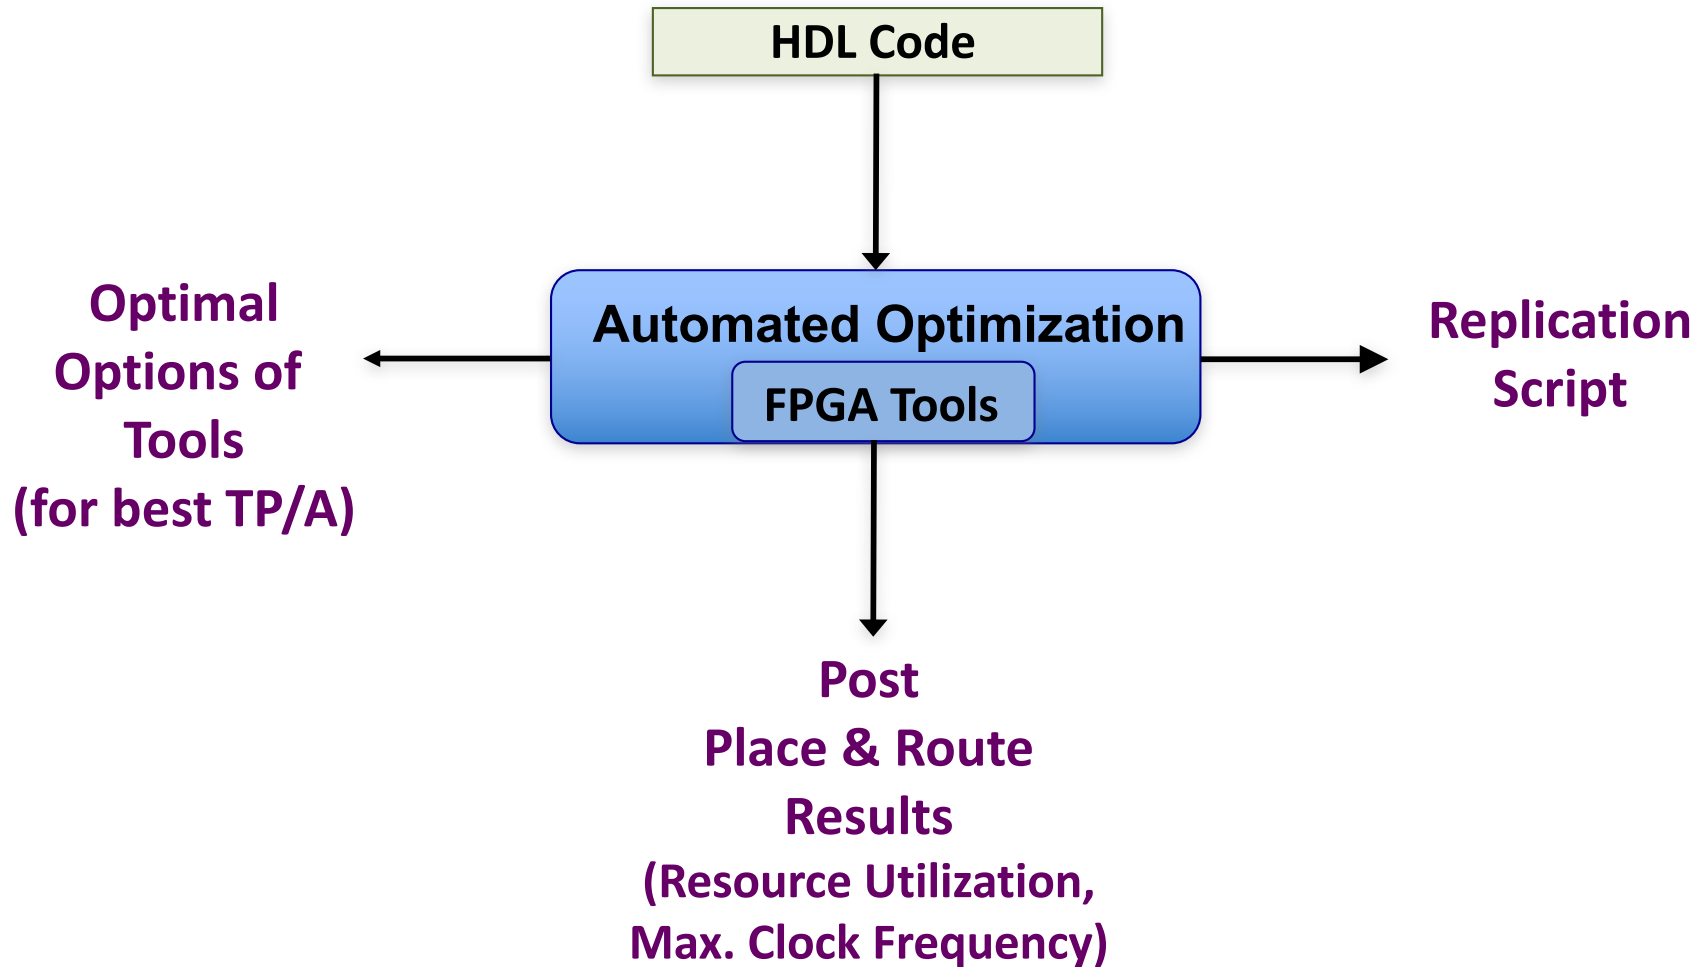 HDL Code
Automated Optimization
FPGA Tools
Optimal
Options of
Tools
(for best TP/A)
Replication
Script
Post
Place & Route
Results
(Resource Utilization,
Max. Clock Frequency)